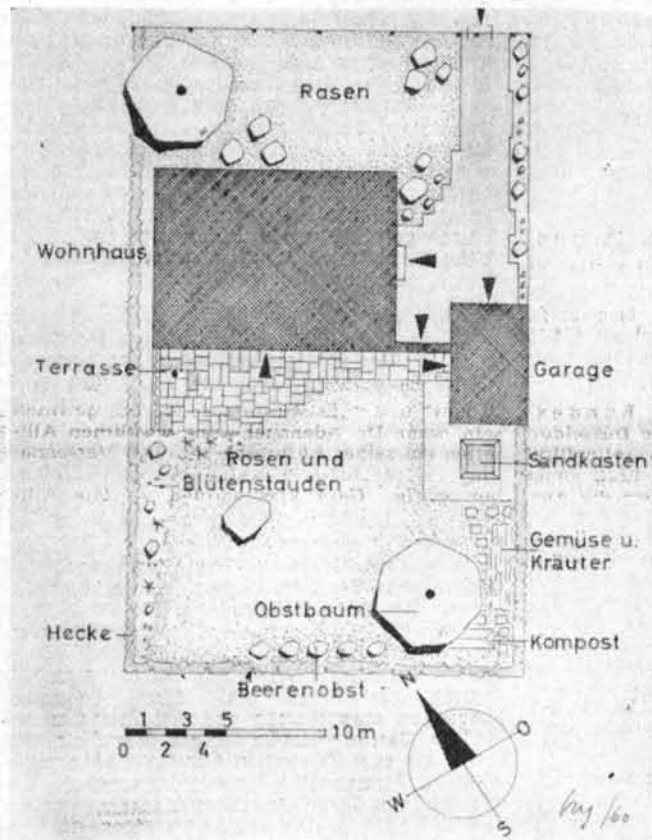 Rasen
Wohnhaus
Terrasse
Garage
Rosen und
Blütenstauden
Sandkasten
Gemüse u.
Kräuter
Obstbaum
Hecke
Kompost
Beerenobst
1 3 5
0 2 4 10m
N
O
W
S